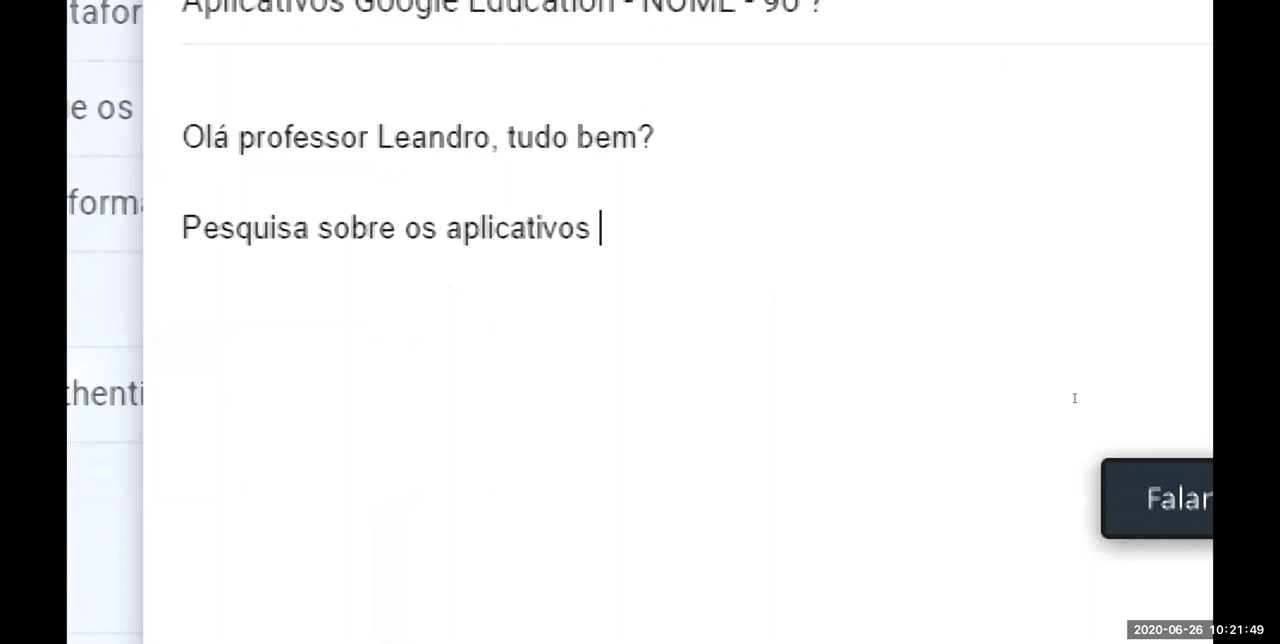 Aplicativos Google Education - NOME - 90 ?
tafor
e os
Olá professor Leandro, tudo bem?
forma
Pesquisa sobre os aplicativos
thenti
Falar
2020-06-26 10:21:49